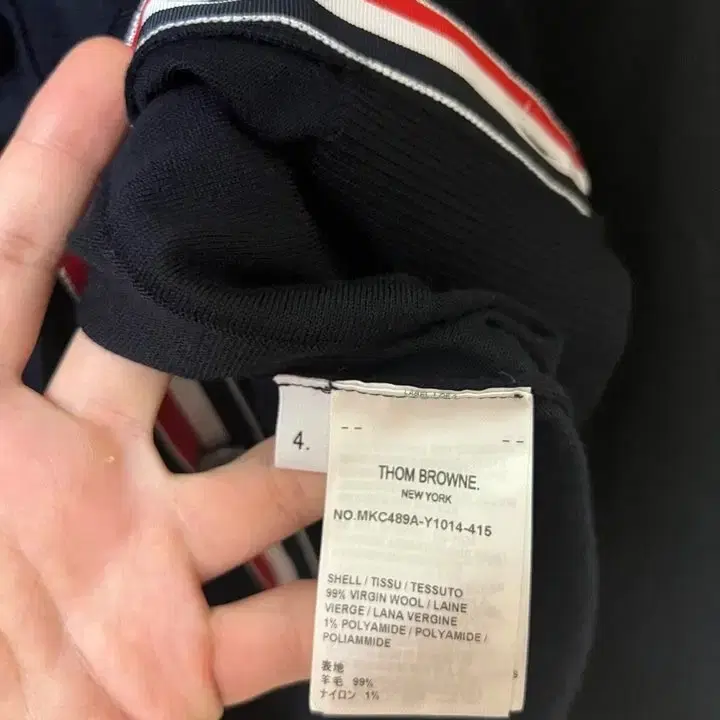 4.
-- --
THOM BROWNE.
NEW YORK
NO.MKC489A-Y1014-415
SHELL / TISSU / TESSUTO
99% VIRGIN WOOL / LAINE
VIERGE / LANA VERGINE
1% POLYAMIDE / POLYAMIDE /
POLIAMMIDE
表地
羊毛 99%
ナイロン 1%